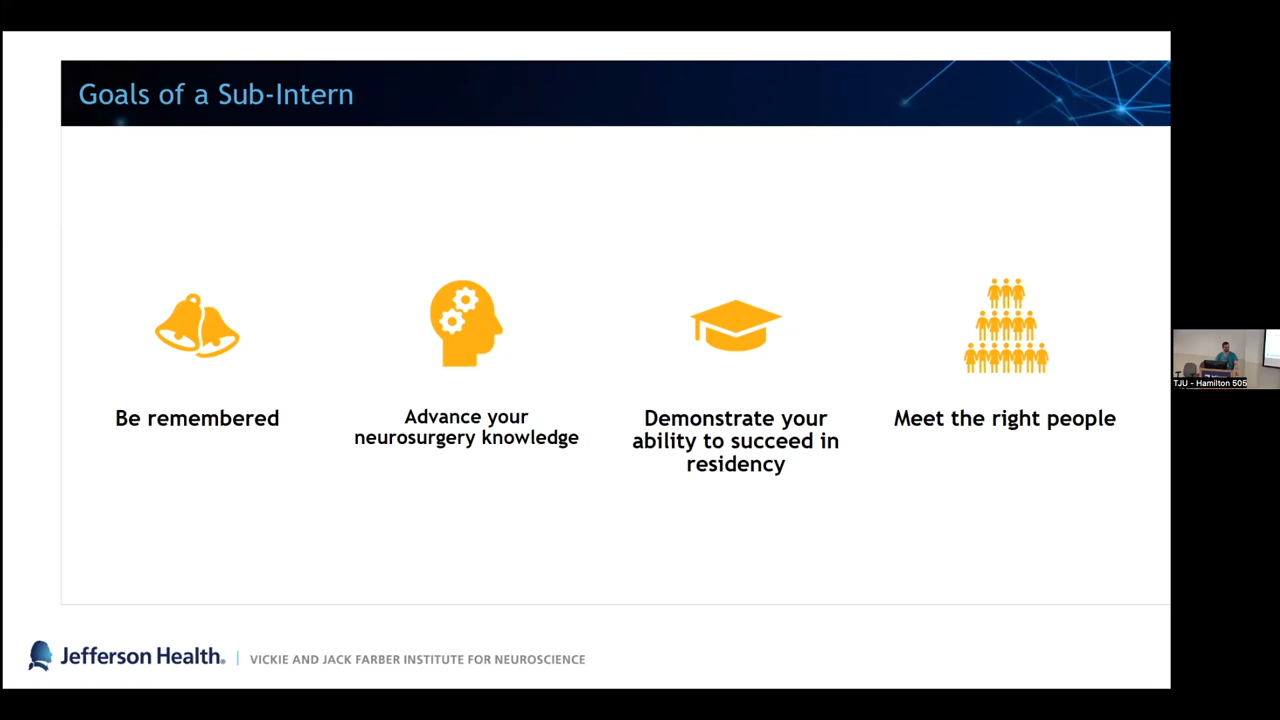 Goals of a Sub-Intern
Be remembered
Advance your
neurosurgery knowledge
Demonstrate your
ability to succeed in
residency
Meet the right people
TJU - Hamilton 505
Jefferson Health®
VICKIE AND JACK FARBER INSTITUTE FOR NEUROSCIENCE